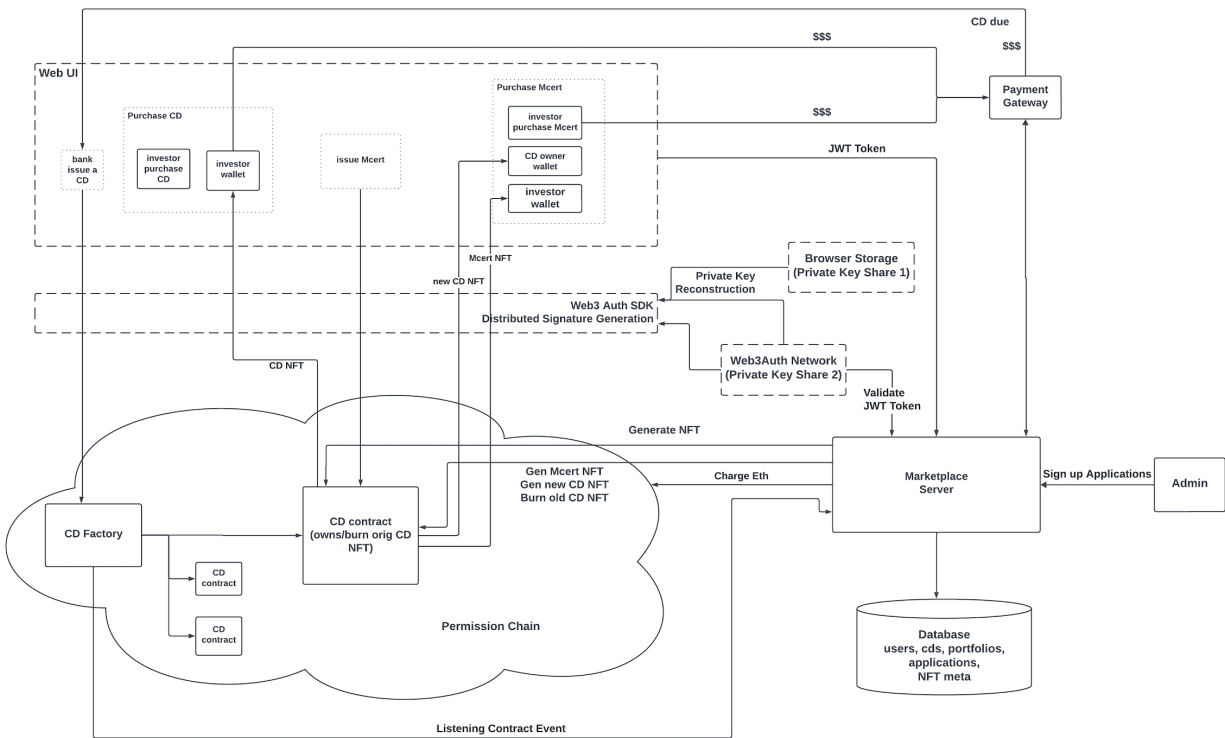 CD due
$$$
$$$
Web UI
Payment
Gateway
Purchase CD
Purchase Mcert
investor
purchase Mcert
$$$
bank
issue a
CD
investor
purchase
CD
investor
wallet
issue Mcert
CD owner
wallet
investor
wallet
JWT Token
Mcert NFT
new CD NFT
Browser Storage
(Private Key Share 1)
Private Key
Reconstruction
Web3 Auth SDK
Distributed Signature Generation
Web3Auth Network
(Private Key Share 2)
CD NFT
Validate
JWT Token
Generate NFT
Gen Mcert NFT
Gen new CD NFT
Burn old CD NFT
Charge Eth
Marketplace
Server
Sign up Applications
Admin
CD Factory
CD contract
(owns/burn orig CD
NFT)
CD
contract
CD
contract
Permission Chain
Database
users, cds, portfolios,
applications,
NFT meta
Listening Contract Event